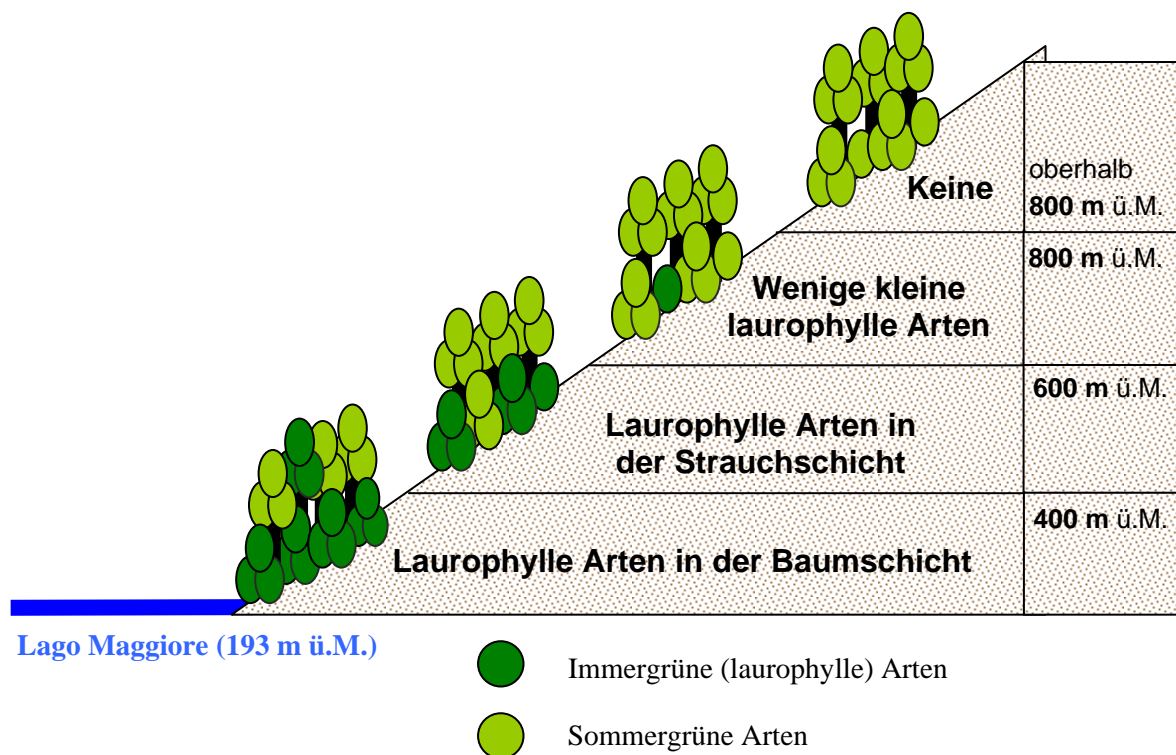 Keine
oberhalb
800 m ü.M.
800 m ü.M.
Wenige kleine
laurophylle Arten
600 m ü.M.
Laurophylle Arten in
der Strauchschicht
400 m ü.M.
Laurophylle Arten in der Baumschicht
Lago Maggiore (193 m ü.M.)
Immergrüne (laurophylle) Arten
Sommergrüne Arten